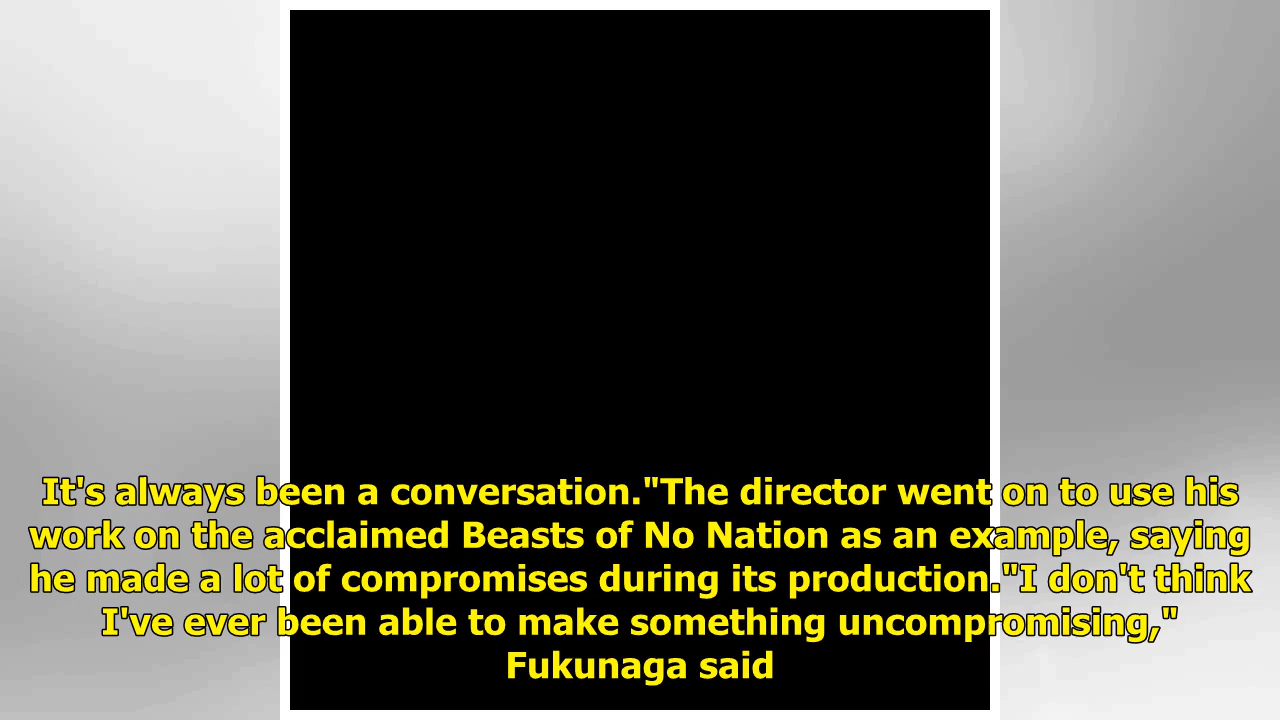 It's always been a conversation."The director went on to use his
work on the acclaimed Beasts of No Nation as an example, saying
he made a lot of compromises during its production."I don't think
I've ever been able to make something uncompromising,"
Fukunaga said